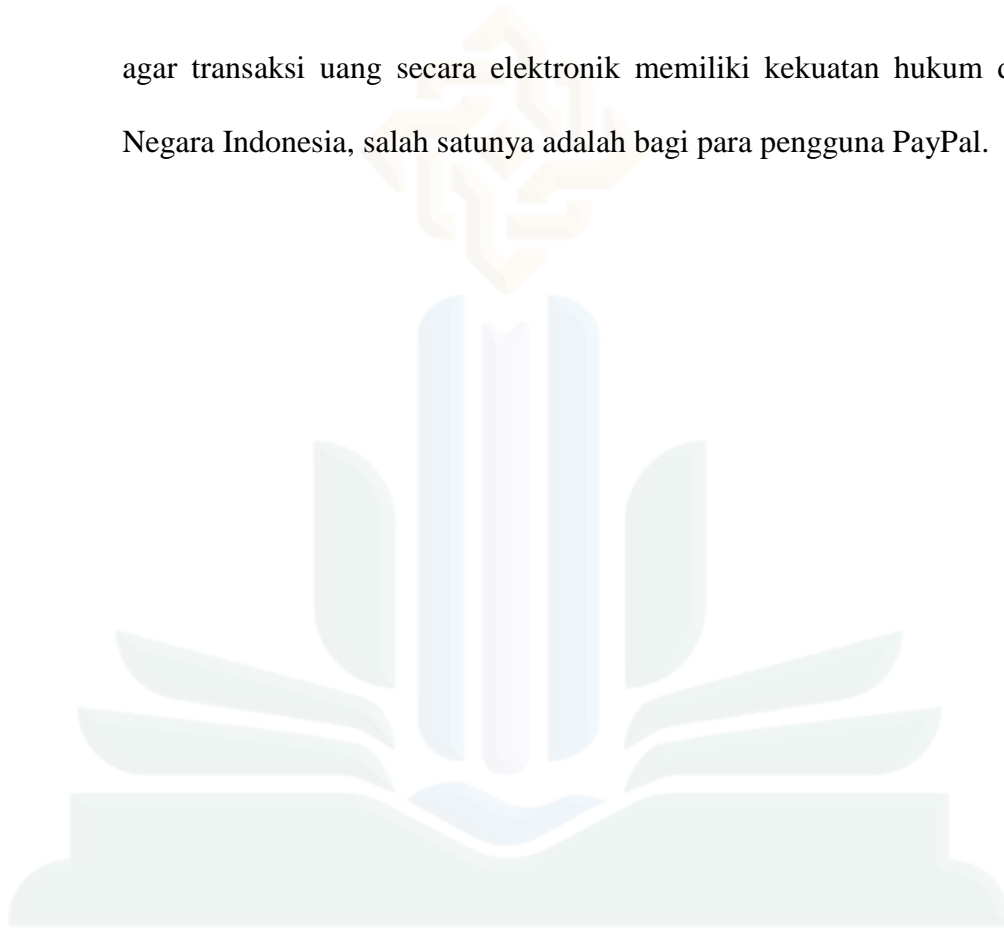 agar transaksi uang secara elektronik memiliki kekuatan hukum
Negara Indonesia, salah satunya adalah bagi para pengguna PayPal.